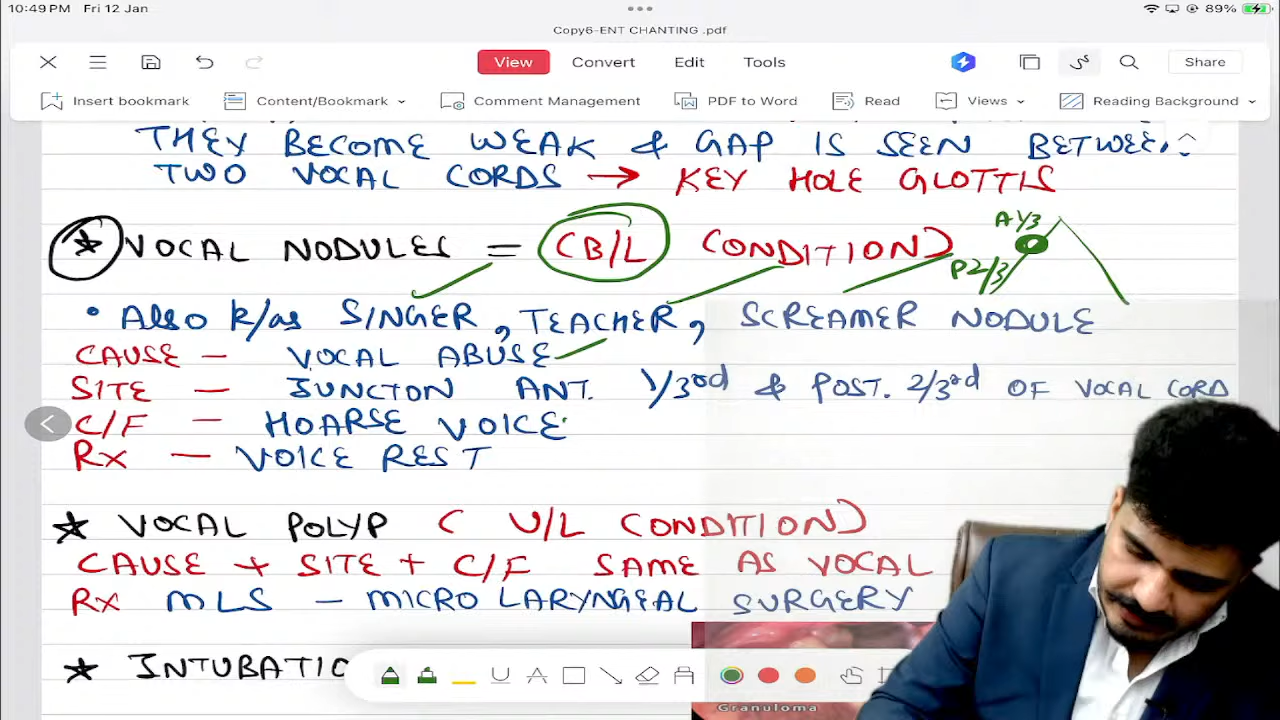 10:49 PM Fri 12 Jan
89%
Copy6-ENT CHANTING .pdf
View Convert Edit Tools Share
Insert bookmark Content/Bookmark Comment Management PDF to Word Read Views Reading Background
THEY BECOME WEAK & GAP IS SEEN BETWEEN
TWO VOCAL CORDS → KEY HOLE GLOTTIS
A 1/3
★ VOCAL NODULES = (B/L CONDITION)
P2/3
• Also k/as SINGER, TEACHER, SCREAMER NODULE
CAUSE - VOCAL ABUSE
SITE - JUNCTON ANT. 1/3rd & POST. 2/3rd OF VOCAL CORD
C/F - HOARSE VOICE
Rx - VOICE REST
★ VOCAL POLYP ( U/L CONDITION)
CAUSE + SITE + C/F SAME AS VOCAL
Rx MLS - MICRO LARYNGEAL SURGERY
★ INTUBATIO
Granuloma